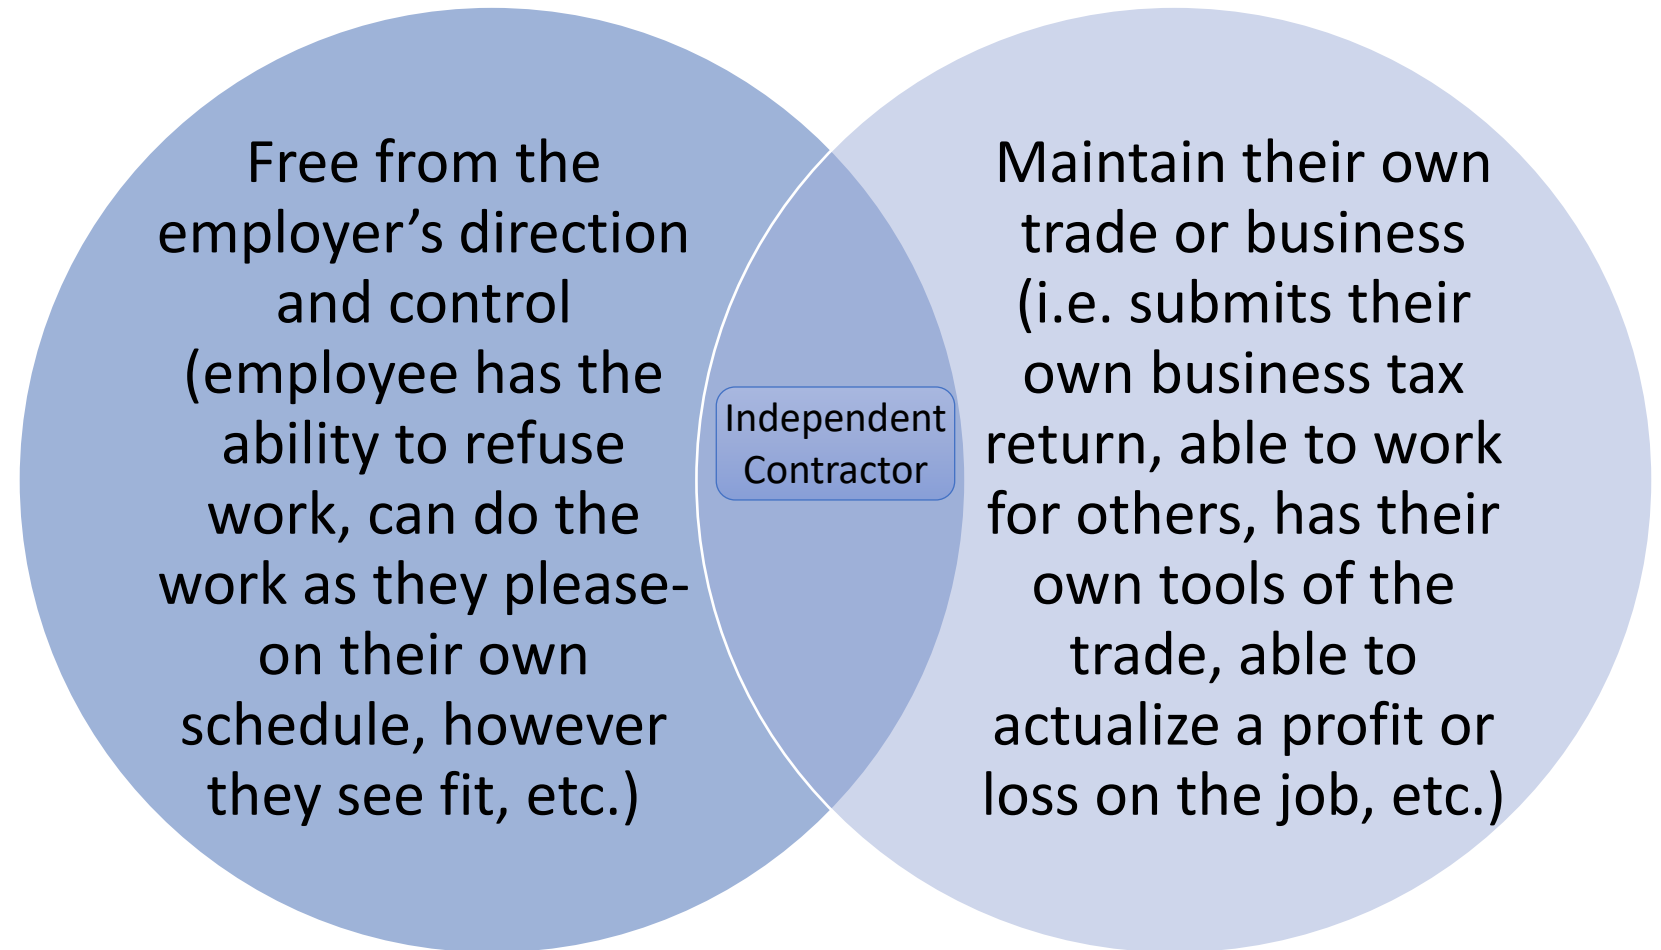 Free from the
employer’s direction
and control
(employee has the
ability to refuse
work, can do the
work as they please-
on their own
schedule, however
they see fit, etc.)
Independent
Contractor
Maintain their own
trade or business
(i.e. submits their
own business tax
return, able to work
for others, has their
own tools of the
trade, able to
actualize a profit or
loss on the job, etc.)